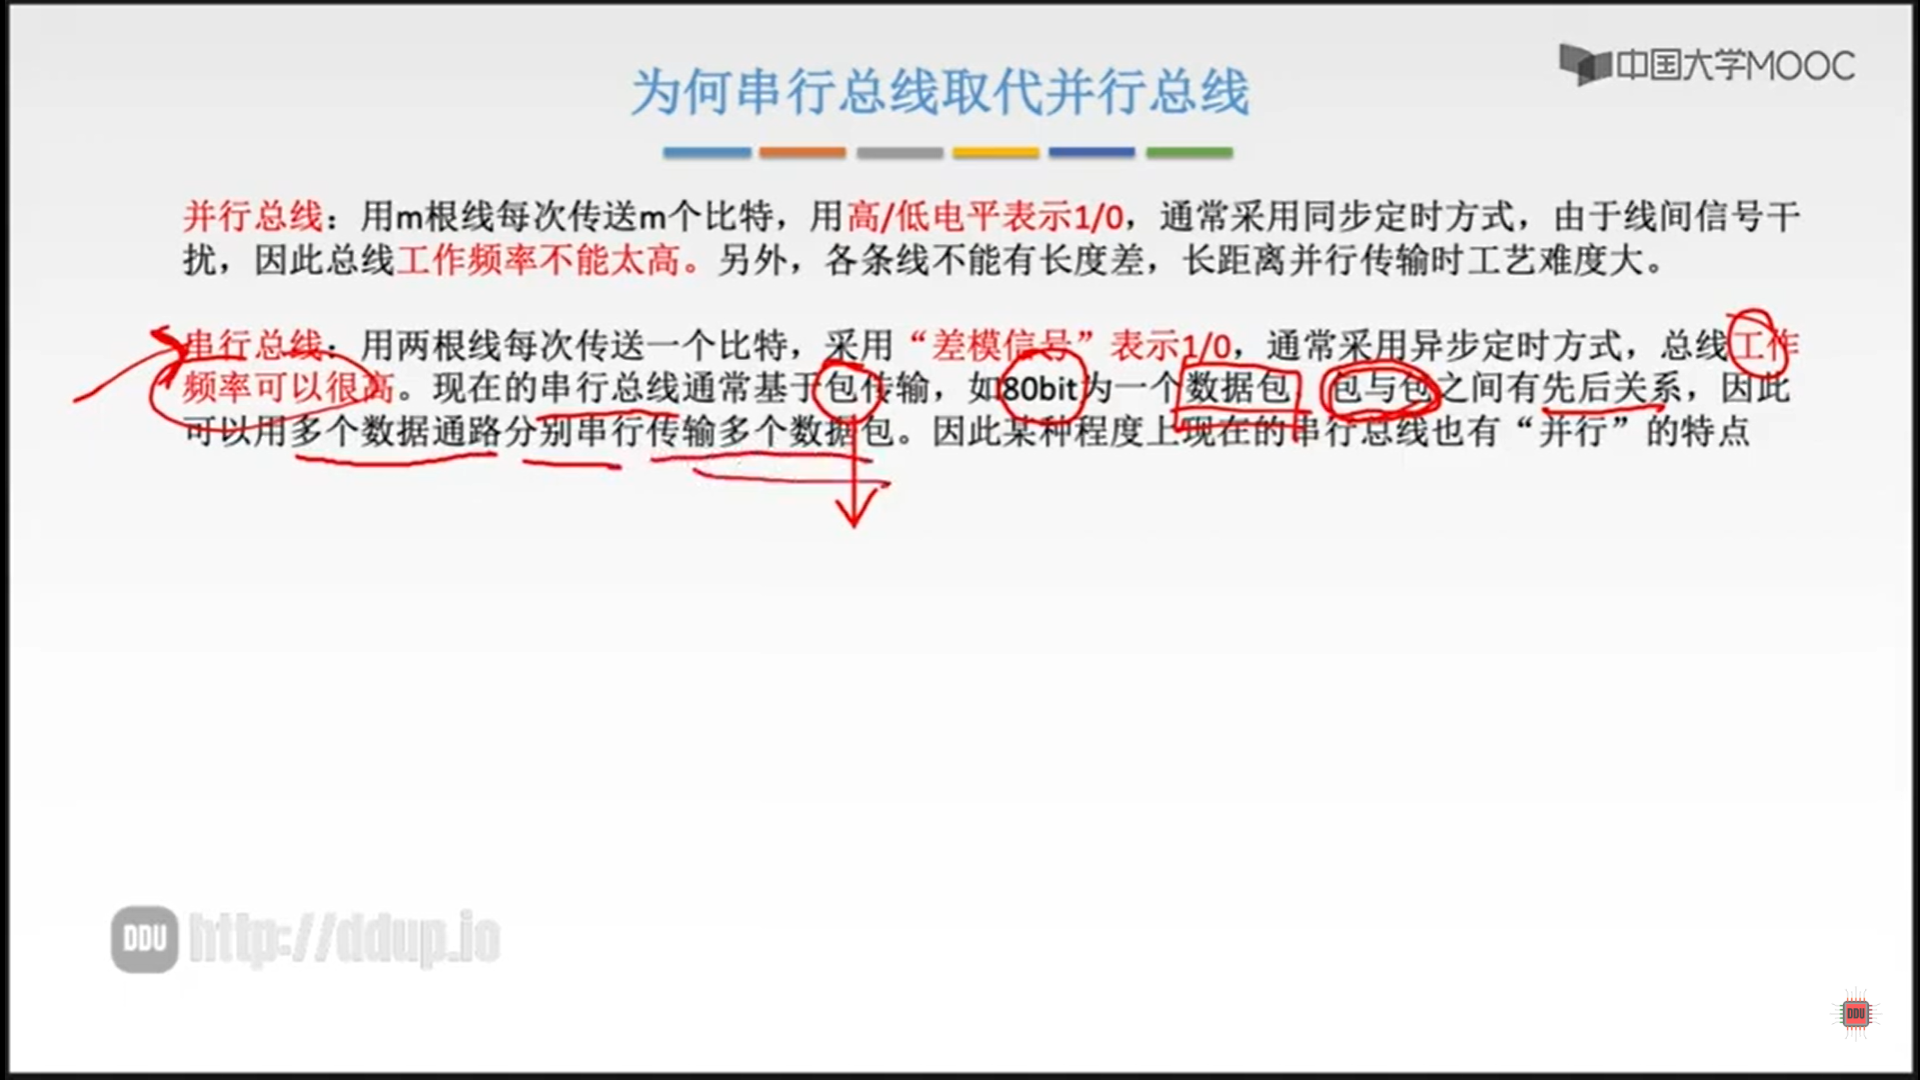 中国大学MOOC
为何串行总线取代并行总线
并行总线：用m根线每次传送m个比特，用高/低电平表示1/0，通常采用同步定时方式，由于线间信号干
扰，因此总线工作频率不能太高。另外，各条线不能有长度差，长距离并行传输时工艺难度大。
串行总线：用两根线每次传送一个比特，采用“差模信号”表示1/0，通常采用异步定时方式，总线工作
频率可以很高。现在的串行总线通常基于包传输，如80bit为一个数据包，包与包之间有先后关系，因此
可以用多个数据通路分别串行传输多个数据包。因此某种程度上现在的串行总线也有“并行”的特点
DDU http://ddup.io
DDU